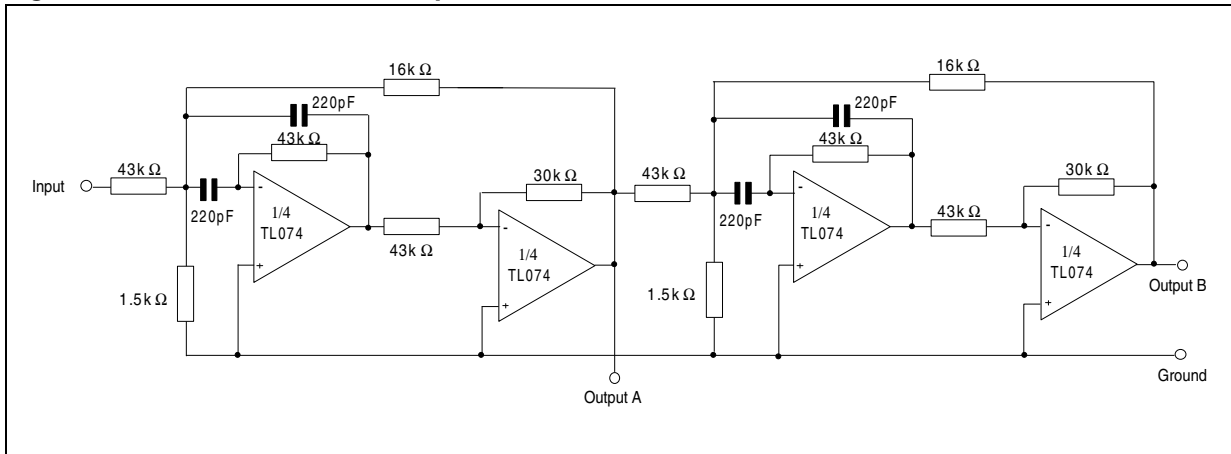 16k Ω
16k Ω
220pF
220pF
43k Ω
43k Ω
43k Ω
30k Ω
43k Ω
30k Ω
Input
220pF
1/4
TL074
43k Ω
1/4
TL074
220pF
1/4
TL074
43k Ω
1/4
TL074
1.5k Ω
1.5k Ω
Output B
Output A
Ground
-
+
-
+
-
+
-
+